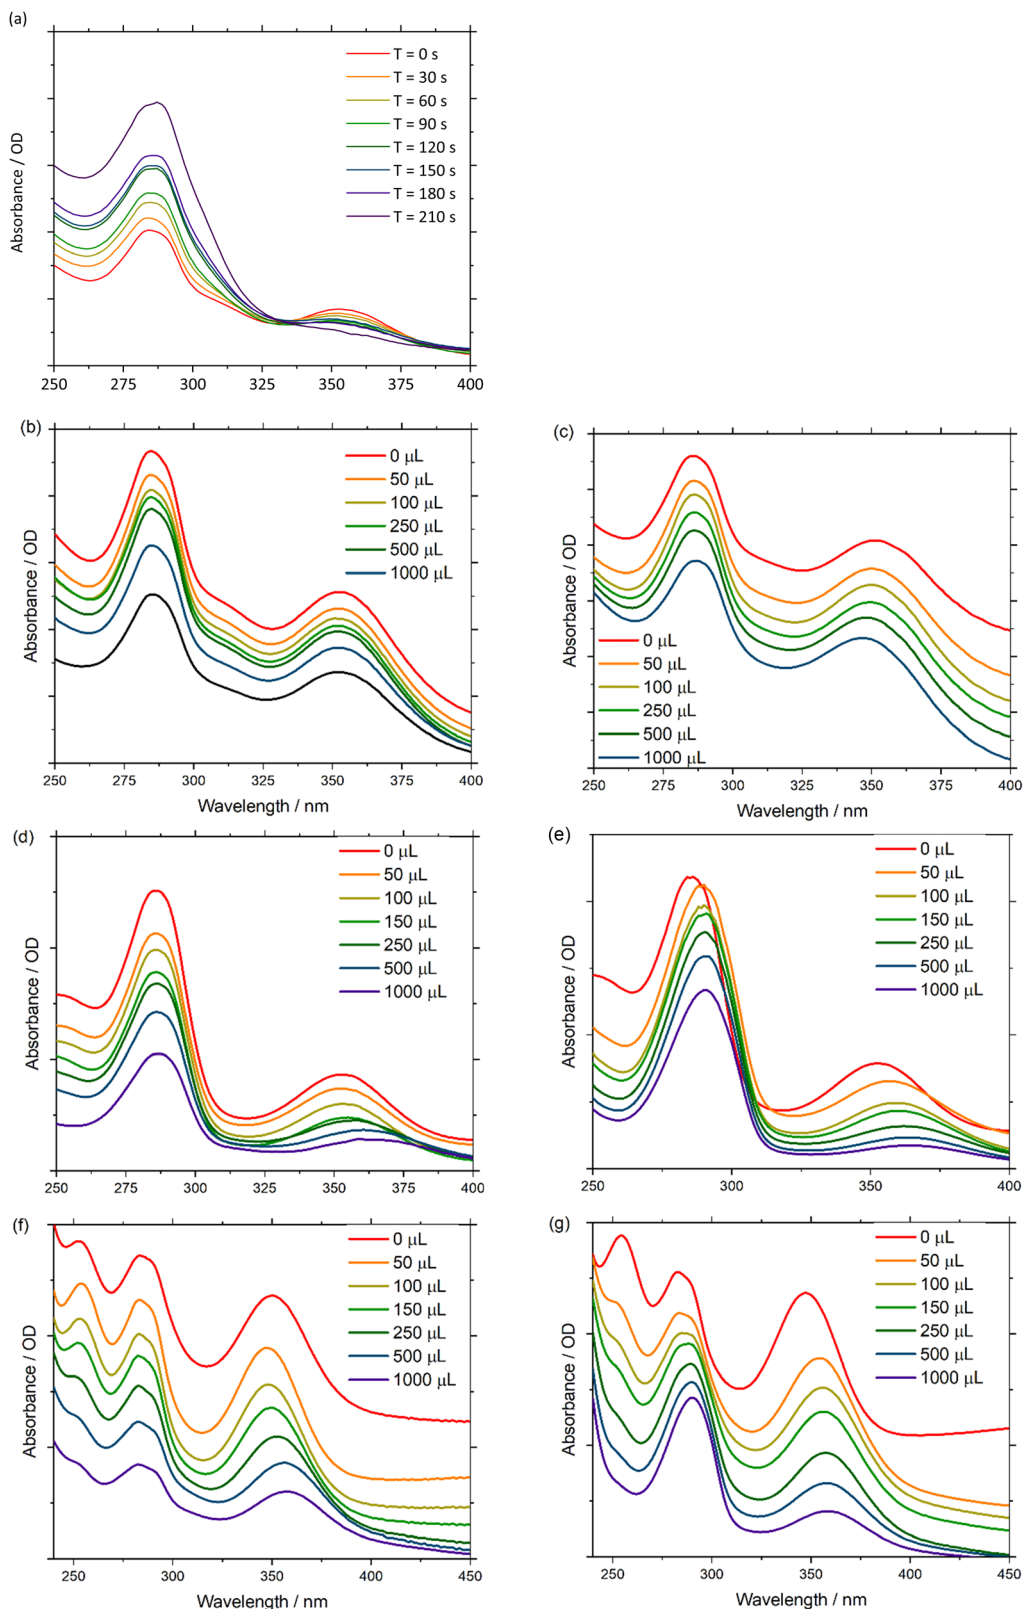 (a)
Absorbance / OD
T = 0 s
T = 30 s
T = 60 s
T = 90 s
T = 120 s
T = 150 s
T = 180 s
T = 210 s
250 275 300 325 350 375 400
(b)
Absorbance / OD
0 μL
50 μL
100 μL
250 μL
500 μL
1000 μL
250 275 300 325 350 375 400
Wavelength / nm
(c)
Absorbance / OD
0 μL
50 μL
100 μL
250 μL
500 μL
1000 μL
250 275 300 325 350 375 400
Wavelength / nm
(d)
Absorbance / OD
0 μL
50 μL
100 μL
150 μL
250 μL
500 μL
1000 μL
250 275 300 325 350 375 400
(e)
Absorbance / OD
0 μL
50 μL
100 μL
150 μL
250 μL
500 μL
1000 μL
250 300 350 400
(f)
Absorbance / OD
0 μL
50 μL
100 μL
150 μL
250 μL
500 μL
1000 μL
250 300 350 400 450
Wavelength / nm
(g)
Absorbance / OD
0 μL
50 μL
100 μL
150 μL
250 μL
500 μL
1000 μL
250 300 350 400 450
Wavelength / nm